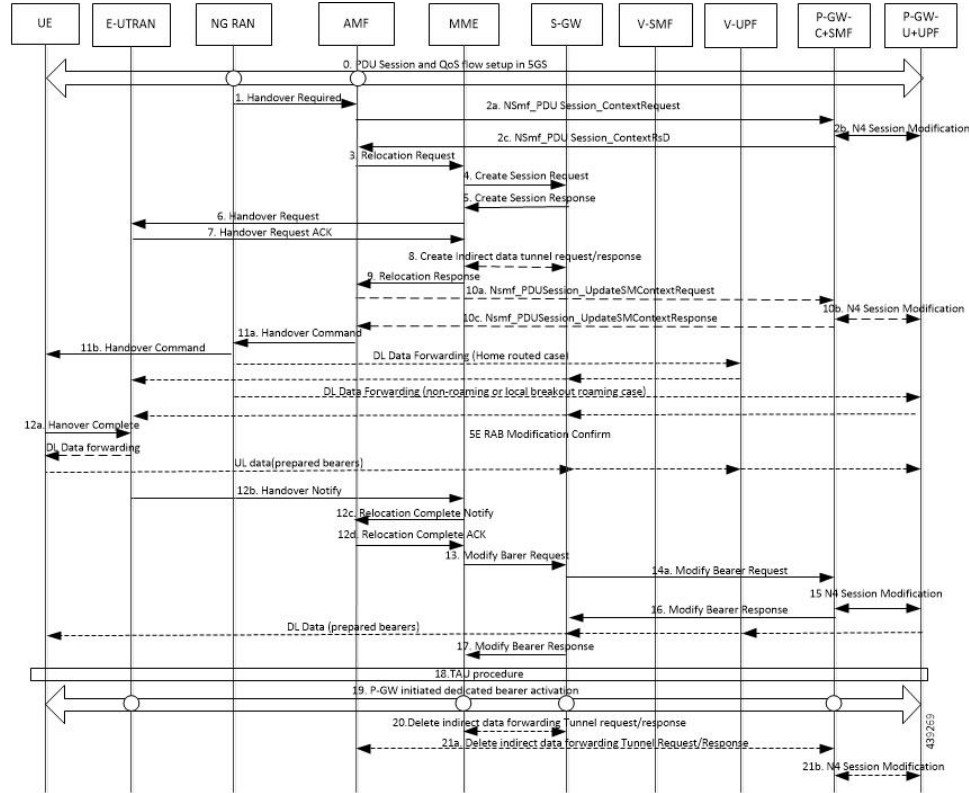 UE
E-UTRAN
NG RAN
AMF
MME
S-GW
V-SMF
V-UPF
P-GW-
C+SMF
P-GW-
U+UPF
0. PDU Session and QoS flow setup in 5GS
1. Handover Required
2a. NSmf_PDU Session_ContextRequest
2b. N4 Session Modification
2c. NSmf_PDU Session_ContextRsD
3. Relocation Request
4. Create Session Request
5. Create Session Response
6. Handover Request
7. Handover Request ACK
8. Create Indirect data tunnel request/response
9. Relocation Response
10a. Nsmf_PDUSession_UpdateSMContextRequest
10b. N4 Session Modification
10c. Nsmf_PDUSession_UpdateSMContextResponse
11a. Handover Command
11b. Handover Command
DL Data Forwarding (Home routed case)
DL Data Forwarding (non-roaming or local breakout roaming case)
12a. Hanover Complete
5E RAB Modification Confirm
DL Data forwarding
UL data(prepared bearers)
12b. Handover Notify
12c. Relocation Complete Notify
12d. Relocation Complete ACK
13. Modify Barer Request
14a. Modify Bearer Request
15 N4 Session Modification
16. Modify Bearer Response
DL Data (prepared bearers)
17. Modify Bearer Response
18.TAU procedure
19. P-GW initiated dedicated bearer activation
20.Delete indirect data forwarding Tunnel request/response
21a. Delete indirect data forwarding Tunnel Request/Response
21b. N4 Session Modification
439269